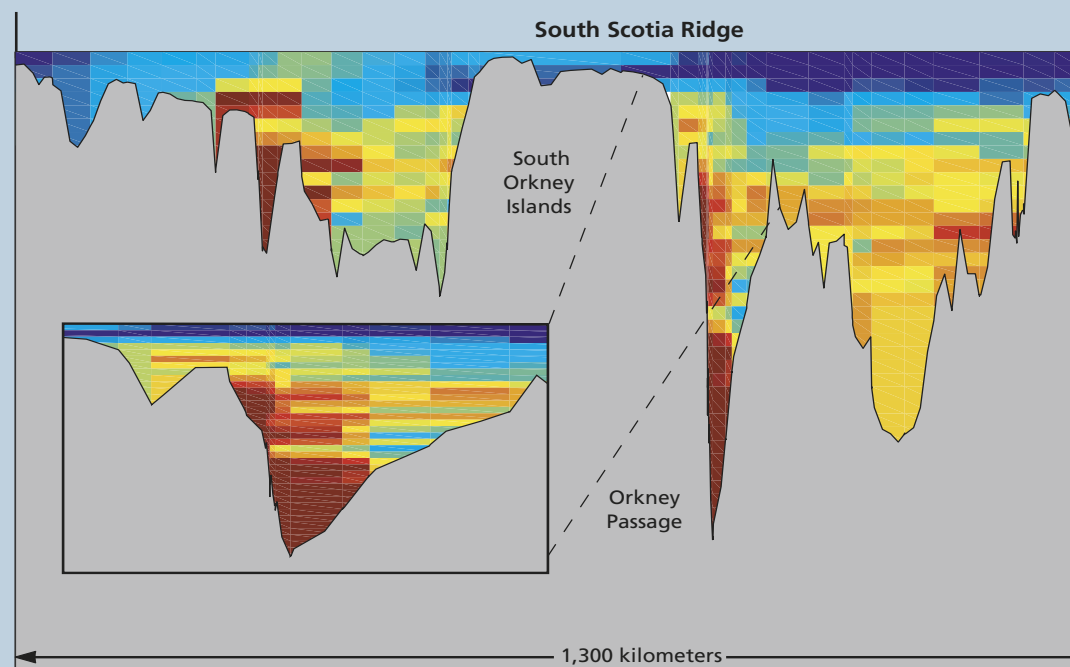 South Scotia Ridge
South
Orkney
Islands
Orkney
Passage
1,300 kilometers